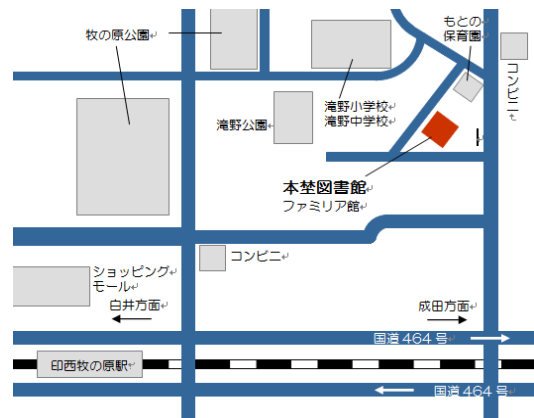 牧の原公園
もとの
保育園
コンビニ
滝野公園
滝野小学校
滝野中学校
本埜図書館
ファミリア館
コンビニ
ショッピング
モール
白井方面
成田方面
国道464号
印西牧の原駅
国道464号